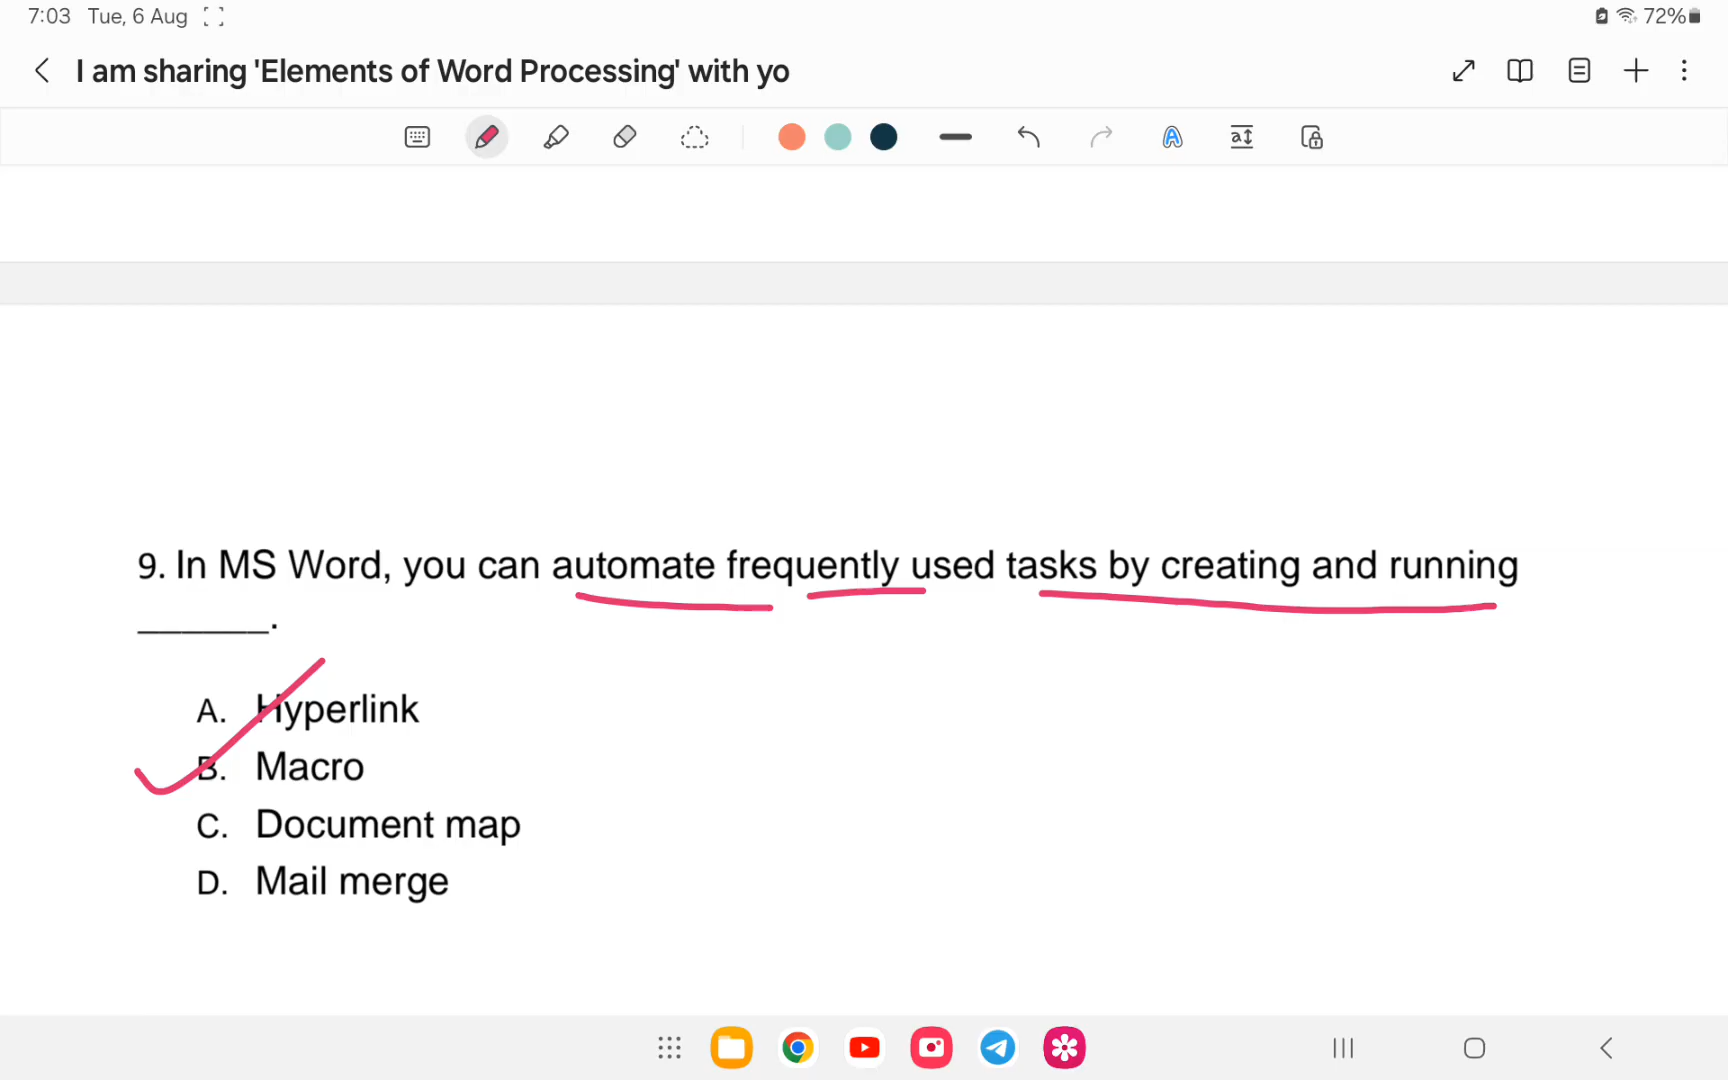 7:03 Tue, 6 Aug 72%
I am sharing 'Elements of Word Processing' with yo
9. In MS Word, you can automate frequently used tasks by creating and running
______.
A. Hyperlink
B. Macro
C. Document map
D. Mail merge